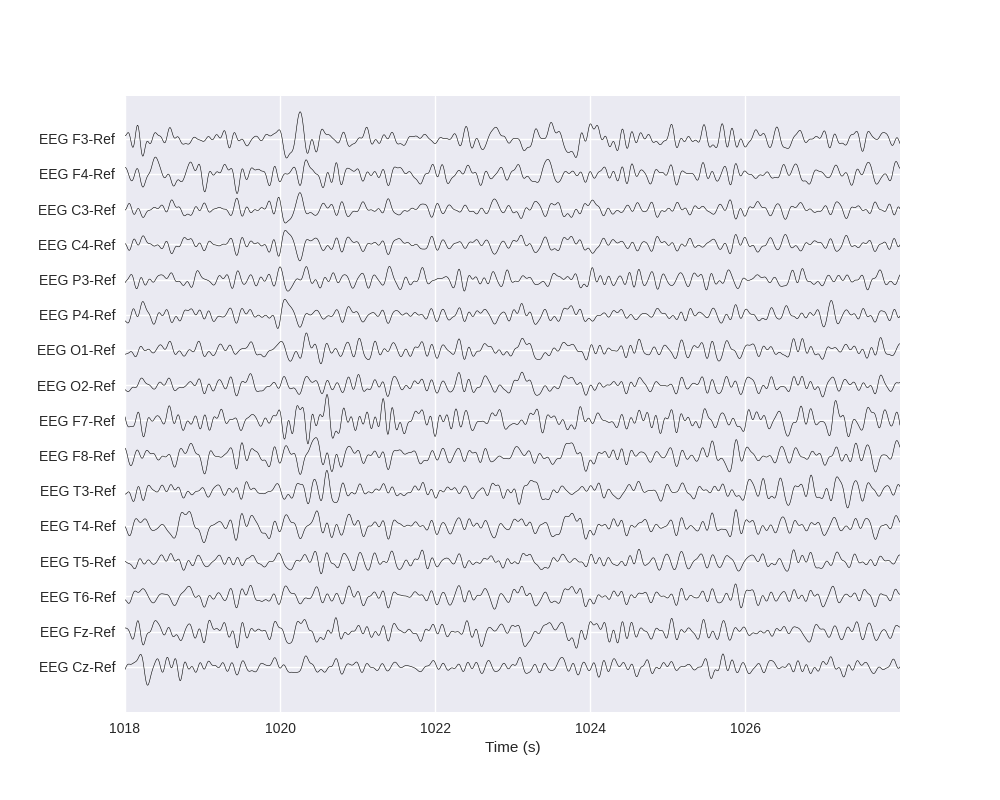 EEG F3-Ref
EEG F4-Ref
EEG C3-Ref
EEG C4-Ref
EEG P3-Ref
EEG P4-Ref
EEG O1-Ref
EEG O2-Ref
EEG F7-Ref
EEG F8-Ref
EEG T3-Ref
EEG T4-Ref
EEG T5-Ref
EEG T6-Ref
EEG Fz-Ref
EEG Cz-Ref
1018 1020 1022 1024 1026
Time (s)